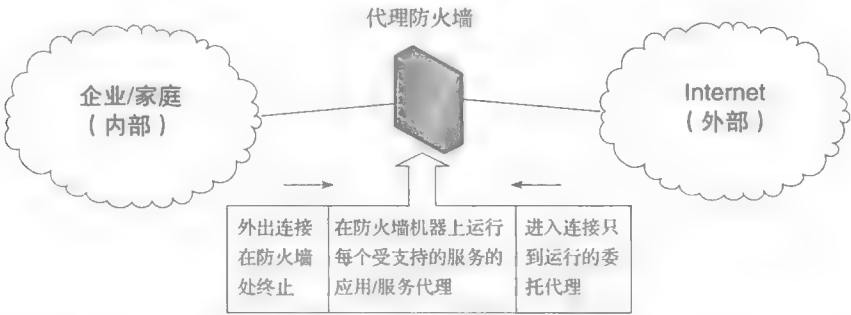 代理防火墙
企业/家庭
（内部）
Internet
（外部）
外出连接
在防火墙
处终止
在防火墙机器上运行
每个受支持的服务的
应用/服务代理
进入连接只
到运行的委
托代理